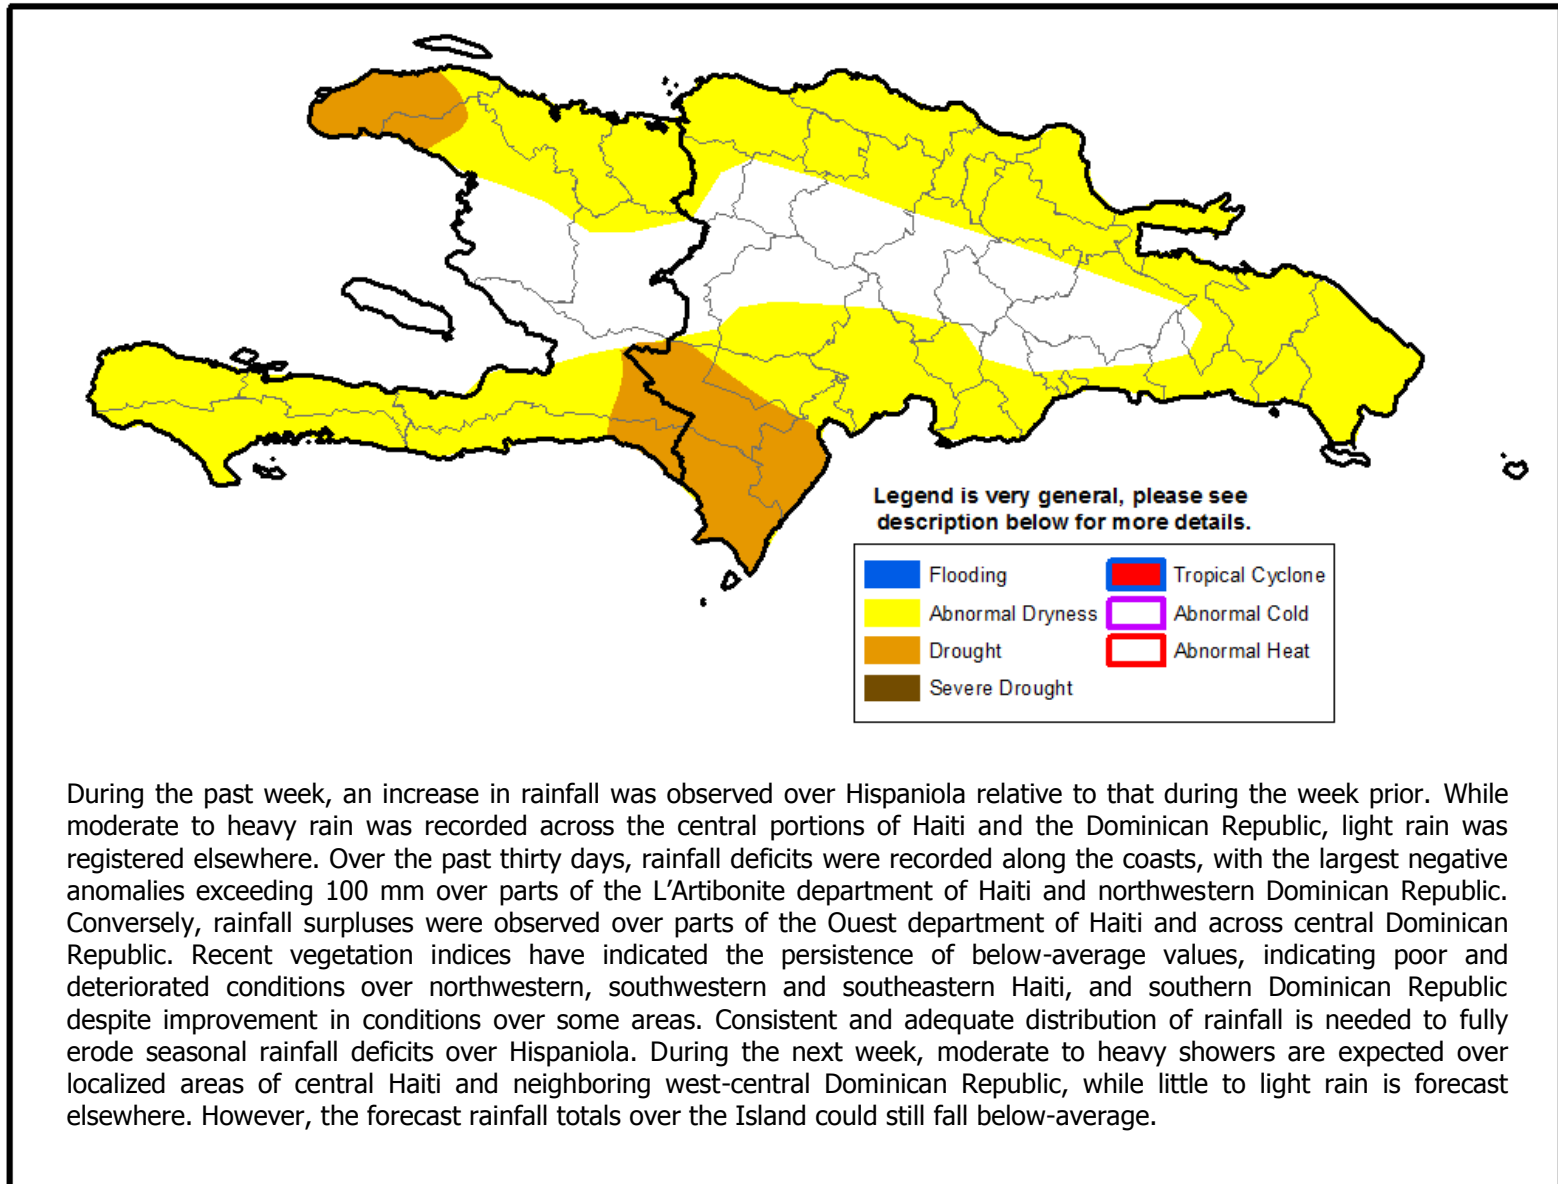 Legend is very general, please see
description below for more details.
Flooding
Tropical Cyclone
Abnormal Dryness
Abnormal Cold
Drought
Abnormal Heat
Severe Drought
During the past week, an increase in rainfall was observed over Hispaniola relative to that during the week prior. While
moderate to heavy rain was recorded across the central portions of Haiti and the Dominican Republic, light rain was
registered elsewhere. Over the past thirty days, rainfall deficits were recorded along the coasts, with the largest negative
anomalies exceeding 100 mm over parts of the L’Artibonite department of Haiti and northwestern Dominican Republic.
Conversely, rainfall surpluses were observed over parts of the Ouest department of Haiti and across central Dominican
Republic. Recent vegetation indices have indicated the persistence of below-average values, indicating poor and
deteriorated conditions over northwestern, southwestern and southeastern Haiti, and southern Dominican Republic
despite improvement in conditions over some areas. Consistent and adequate distribution of rainfall is needed to fully
erode seasonal rainfall deficits over Hispaniola. During the next week, moderate to heavy showers are expected over
localized areas of central Haiti and neighboring west-central Dominican Republic, while little to light rain is forecast
elsewhere. However, the forecast rainfall totals over the Island could still fall below-average.